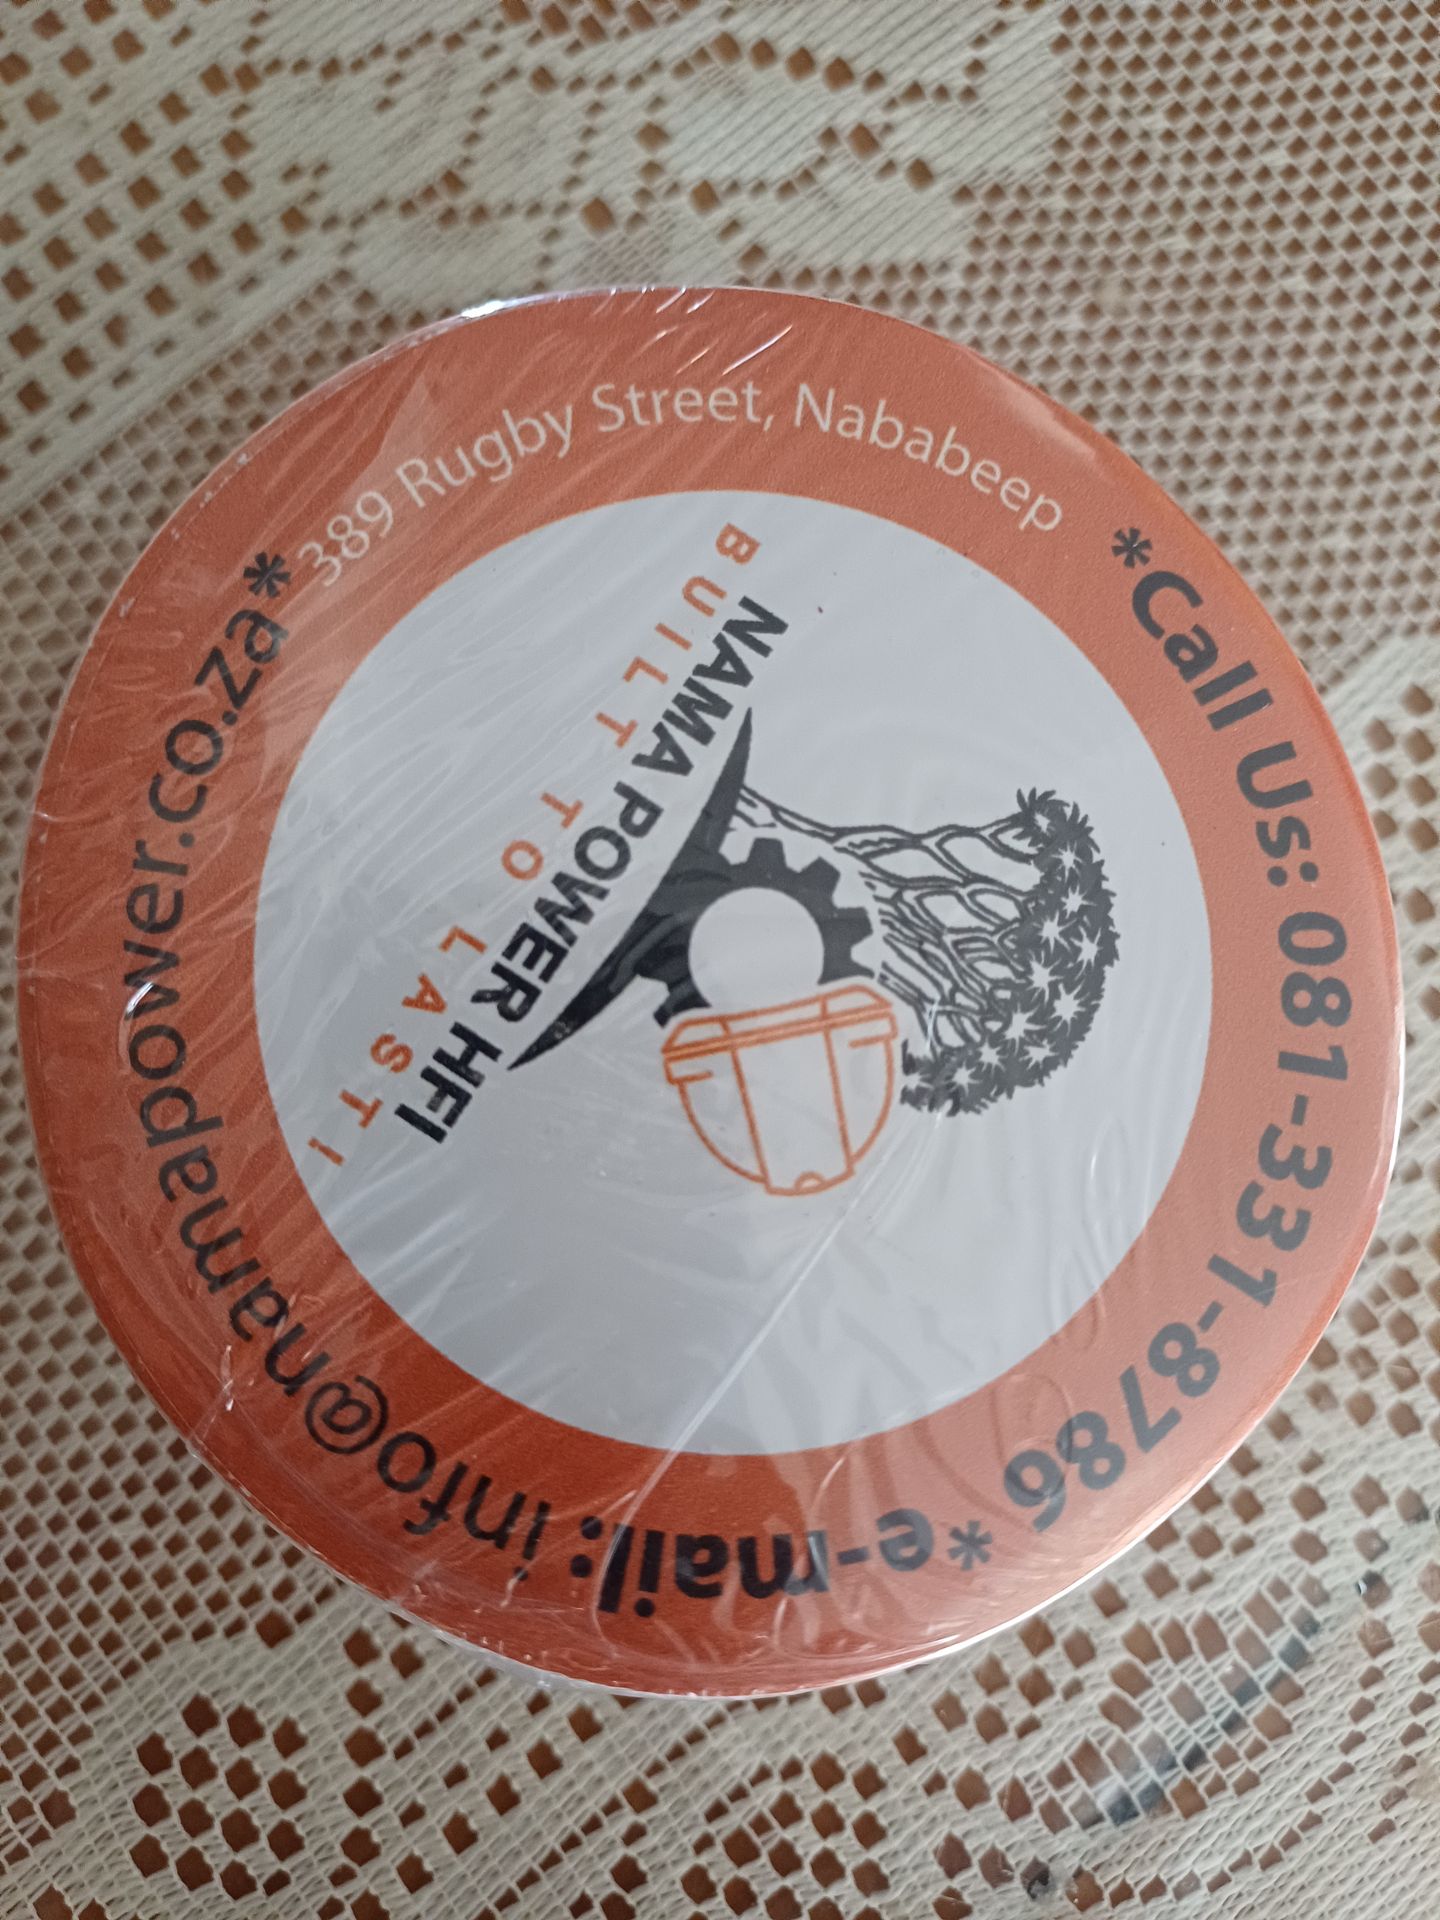 NAMA POWER HFI
BUILT TO LAST!
*Call Us: 081-331-8786 *e-mail: info@namapower.co.za*
389 Rugby Street, Nababeep